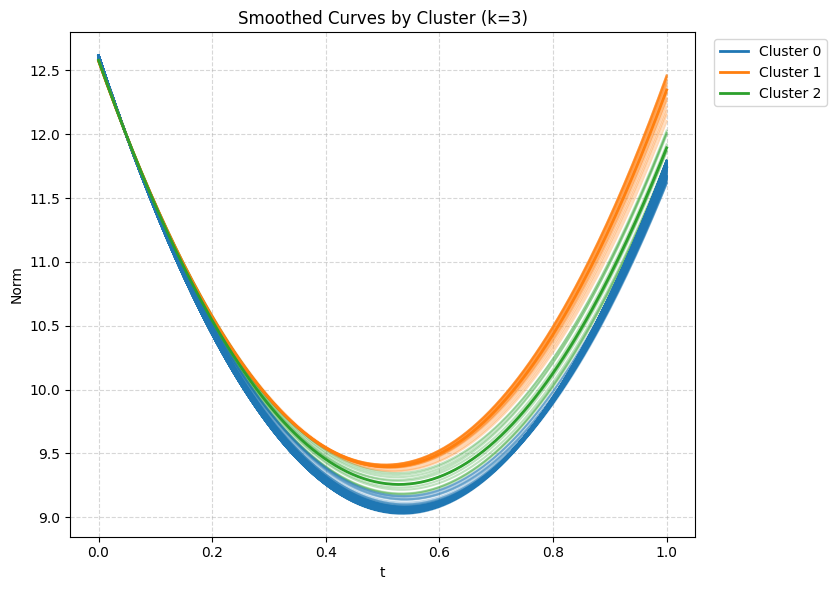 Smoothed Curves by Cluster (k=3)
Cluster 0
Cluster 1
Cluster 2
Norm
12.5
12.0
11.5
11.0
10.5
10.0
9.5
9.0
0.0 0.2 0.4 0.6 0.8 1.0
t